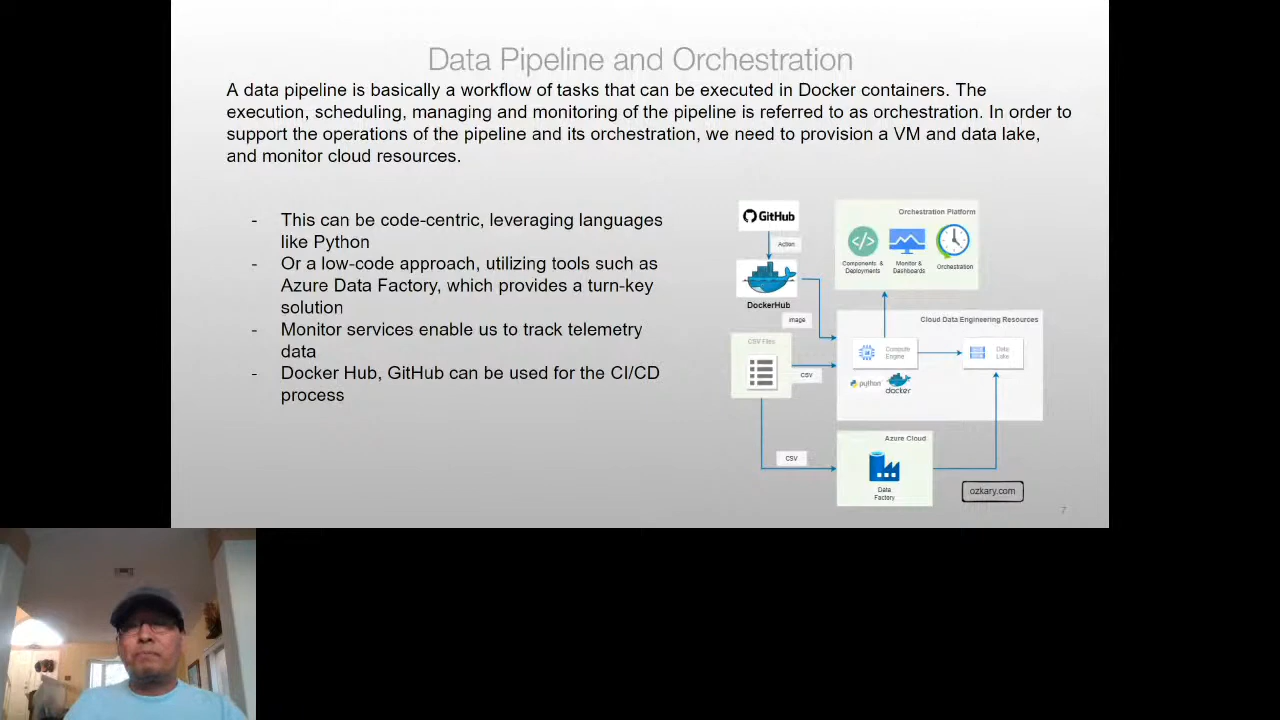 Data Pipeline and Orchestration
A data pipeline is basically a workflow of tasks that can be executed in Docker containers. The
execution, scheduling, managing and monitoring of the pipeline is referred to as orchestration. In order to
support the operations of the pipeline and its orchestration, we need to provision a VM and data lake,
and monitor cloud resources.
- This can be code-centric, leveraging languages
like Python
- Or a low-code approach, utilizing tools such as
Azure Data Factory, which provides a turn-key
solution
- Monitor services enable us to track telemetry
data
- Docker Hub, GitHub can be used for the CI/CD
process
GitHub
Action
DockerHub
image
Orchestration Platform
Components &
Deployments
Monitor &
Dashboards
Orchestration
Cloud Data Engineering Resources
CSV Files
CSV
Compute
Engine
Data
Lake
python
docker
Azure Cloud
CSV
Data
Factory
ozkary.com
7